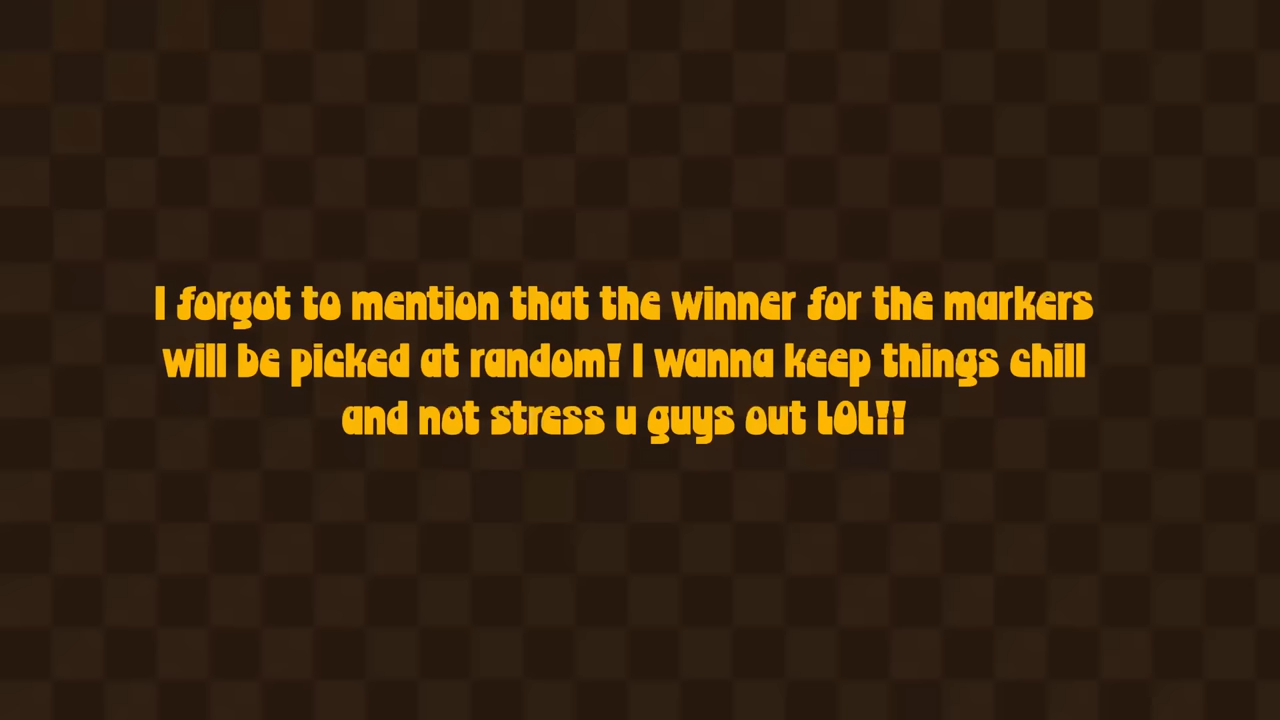 I forgot to mention that the winner for the markers
will be picked at random! I wanna keep things chill
and not stress u guys out LOL!!